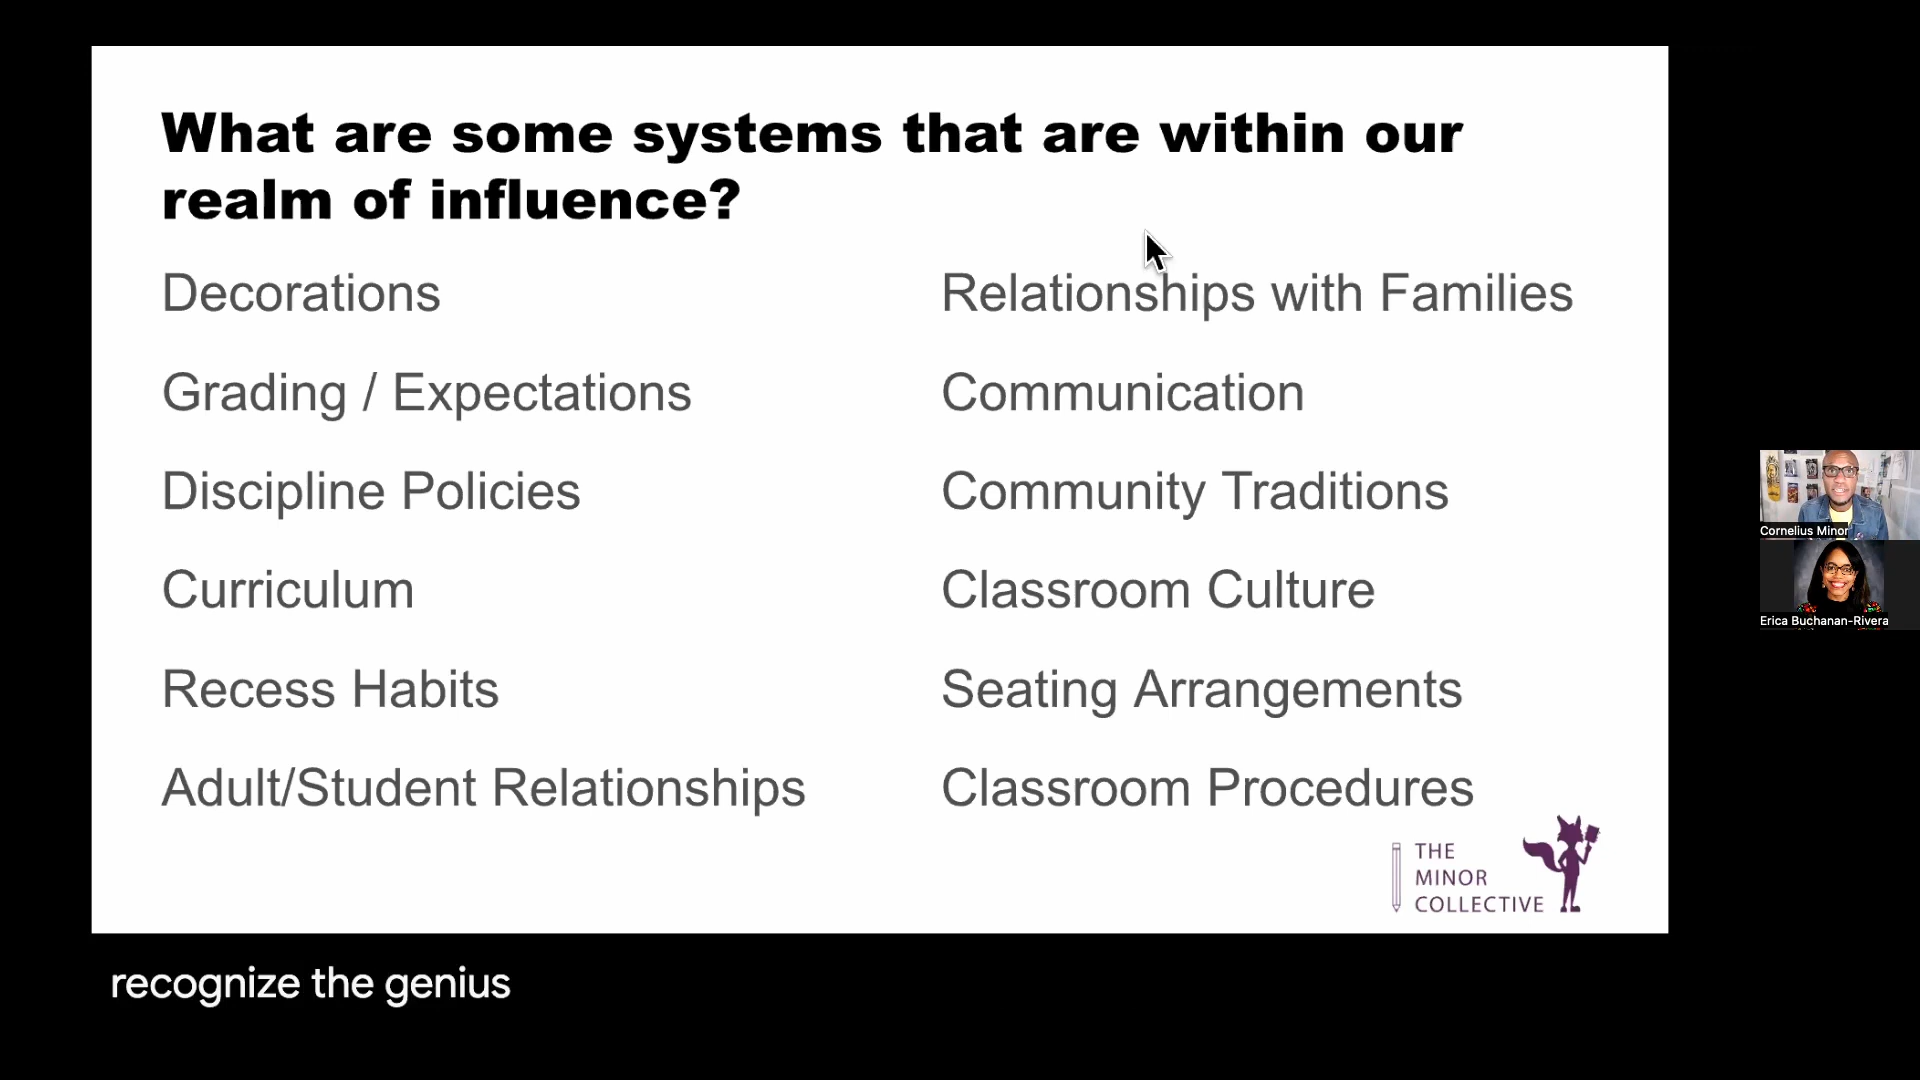 What are some systems that are within our
realm of influence?
Decorations
Grading / Expectations
Discipline Policies
Curriculum
Recess Habits
Adult/Student Relationships
Relationships with Families
Communication
Community Traditions
Classroom Culture
Seating Arrangements
Classroom Procedures
THE
MINOR
COLLECTIVE
Cornelius Minor
Erica Buchanan-Rivera
recognize the genius